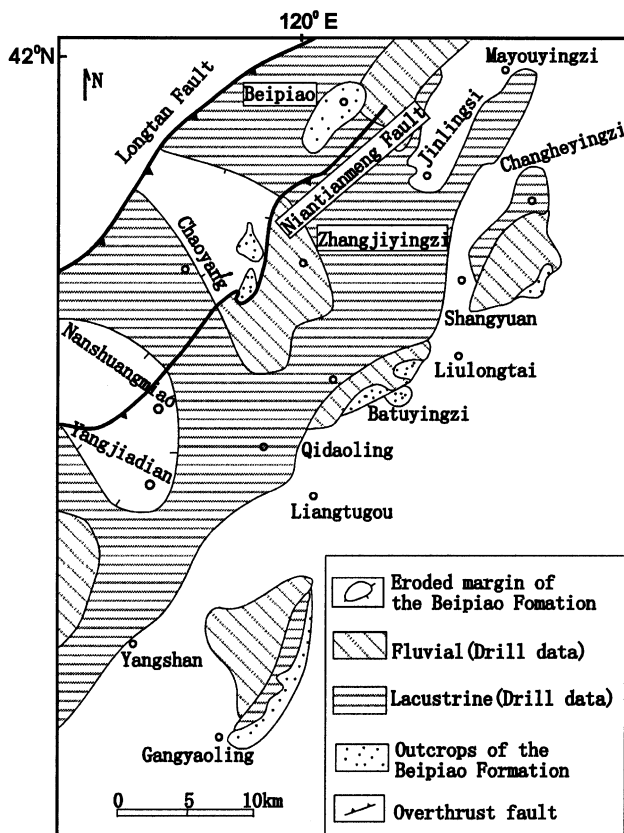 120° E
42°N
N
Mayouyingzi
Longtan Fault
Beipiao
Jinlingsi
Changheyingzi
Niantianmeng Fault
Chaoyang
Zhangjiyingzi
Shangyuan
Nanshuangmiao
Liulongtai
Batuyingzi
Yangjiadian
Qidaoling
Liangtugou
Yangshan
Gangyaoling
0 5 10km
Eroded margin of
the Beipiao Fomation
Fluvial(Drill data)
Lacustrine(Drill data)
Outcrops of the
Beipiao Formation
Overthrust fault